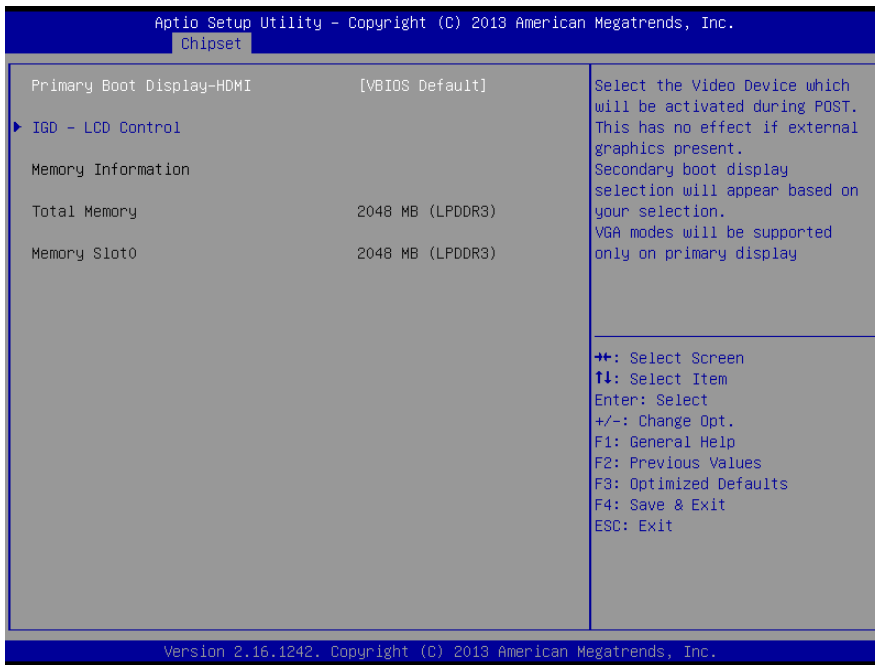 Aptio Setup Utility – Copyright (C) 2013 American Megatrends, Inc.
Chipset
Primary Boot Display-HDMI [VBIOS Default]
IGD - LCD Control
Memory Information
Total Memory 2048 MB (LPDDR3)
Memory Slot0 2048 MB (LPDDR3)
Select the Video Device which
will be activated during POST.
This has no effect if external
graphics present.
Secondary boot display
selection will appear based on
your selection.
VGA modes will be supported
only on primary display
→←: Select Screen
↑↓: Select Item
Enter: Select
+/-: Change Opt.
F1: General Help
F2: Previous Values
F3: Optimized Defaults
F4: Save & Exit
ESC: Exit
Version 2.16.1242. Copyright (C) 2013 American Megatrends, Inc.